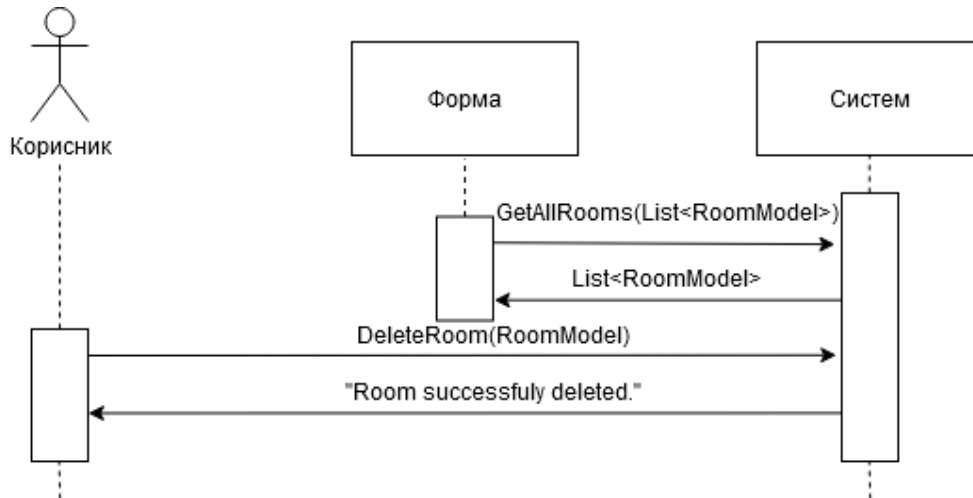 Форма
Систем
Корисник
GetAllRooms(List<RoomModel>)
List<RoomModel>
DeleteRoom(RoomModel)
"Room successfuly deleted."